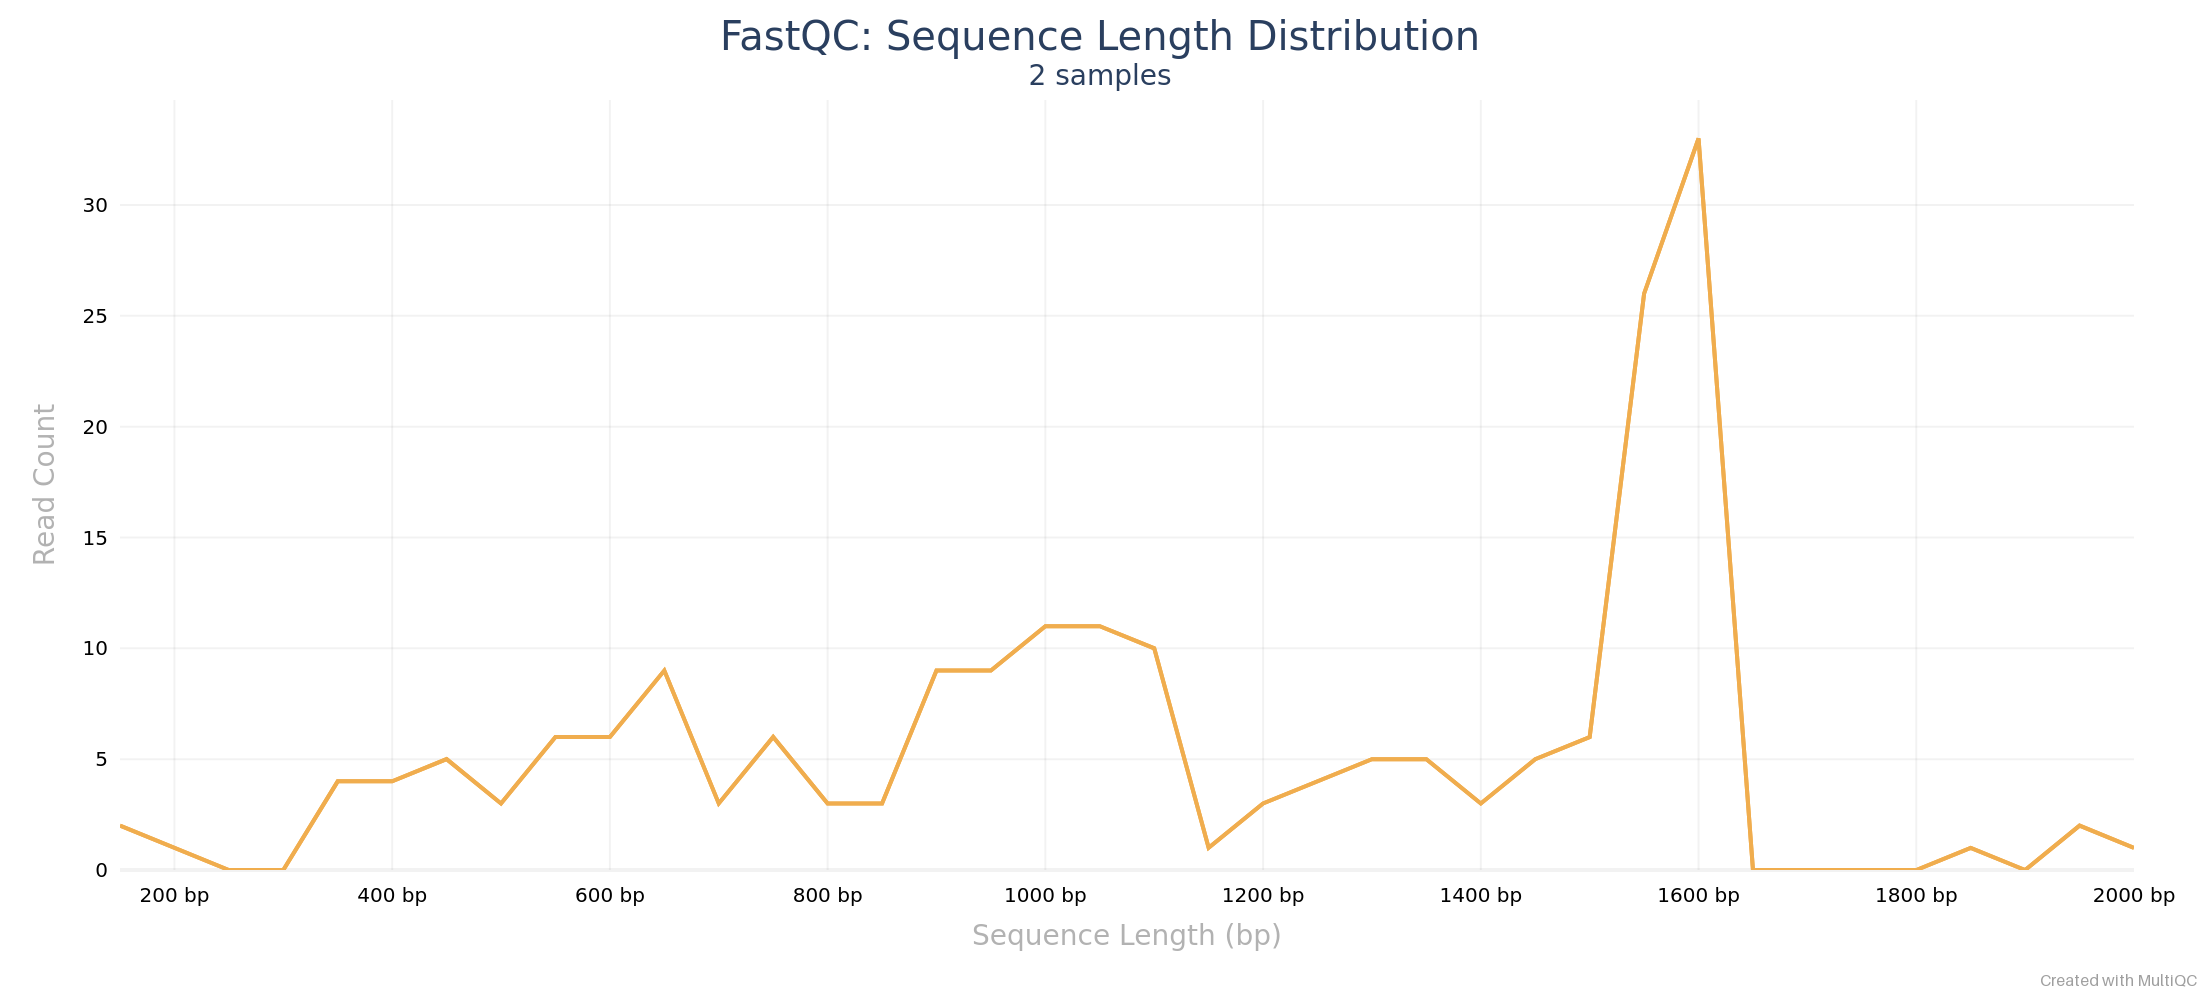 FastQC: Sequence Length Distribution
2 samples
Read Count
30
25
20
15
10
5
0
200 bp 400 bp 600 bp 800 bp 1000 bp 1200 bp 1400 bp 1600 bp 1800 bp 2000 bp
Sequence Length (bp)
Created with MultiQC